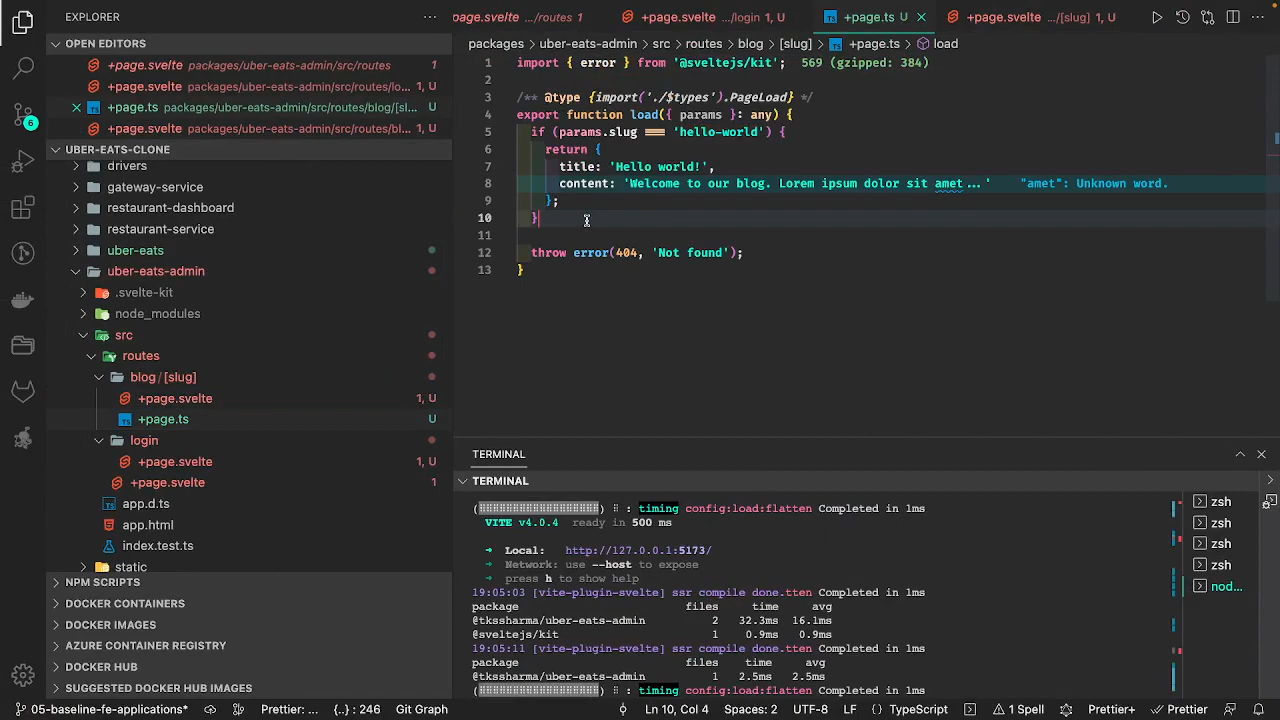 EXPLORER
OPEN EDITORS
+page.svelte packages/uber-eats-admin/src/routes 1
+page.svelte packages/uber-eats-admin/src/routes/lo... 1, U
+page.ts packages/uber-eats-admin/src/routes/blog/[sl... U
+page.svelte packages/uber-eats-admin/src/routes/bl... 1, U
UBER-EATS-CLONE
drivers
gateway-service
restaurant-dashboard
restaurant-service
uber-eats
uber-eats-admin
.svelte-kit
node_modules
src
routes
blog/[slug]
+page.svelte 1, U
+page.ts U
login
+page.svelte 1, U
+page.svelte 1
app.d.ts
app.html
index.test.ts
static
NPM SCRIPTS
DOCKER CONTAINERS
DOCKER IMAGES
AZURE CONTAINER REGISTRY
DOCKER HUB
SUGGESTED DOCKER HUB IMAGES
6
+page.svelte .../routes 1
+page.svelte .../login 1, U
+page.ts U
+page.svelte .../[slug] 1, U
packages > uber-eats-admin > src > routes > blog > [slug] > +page.ts > load
1 import { error } from '@sveltejs/kit'; 569 (gzipped: 384)
2
3 /** @type {import('./$types').PageLoad} */
4 export function load({ params }: any) {
5 if (params.slug === 'hello-world') {
6 return {
7 title: 'Hello world!',
8 content: 'Welcome to our blog. Lorem ipsum dolor sit amet...' "amet": Unknown word.
9 };
10 }
11
12 throw error(404, 'Not found');
13 }
TERMINAL
TERMINAL
timing config:load:flatten Completed in 1ms
VITE v4.0.4 ready in 500 ms
➜ Local: http://127.0.0.1:5173/
➜ Network: use --host to expose
➜ press h to show help
19:05:03 [vite-plugin-svelte] ssr compile done.tten Completed in 1ms
package files time avg
@tkssharma/uber-eats-admin 2 32.3ms 16.1ms
@sveltejs/kit 1 0.9ms 0.9ms
19:05:11 [vite-plugin-svelte] ssr compile done.tten Completed in 1ms
package files time avg
@tkssharma/uber-eats-admin 1 2.5ms 2.5ms
timing config:load:flatten Completed in 1ms
zsh
zsh
zsh
zsh
nod...
05-baseline-fe-applications* Prettier: ... {..} : 246 Git Graph Ln 10, Col 4 Spaces: 2 UTF-8 LF {} TypeScript 1 Spell Prettier: +page.ts Prettier